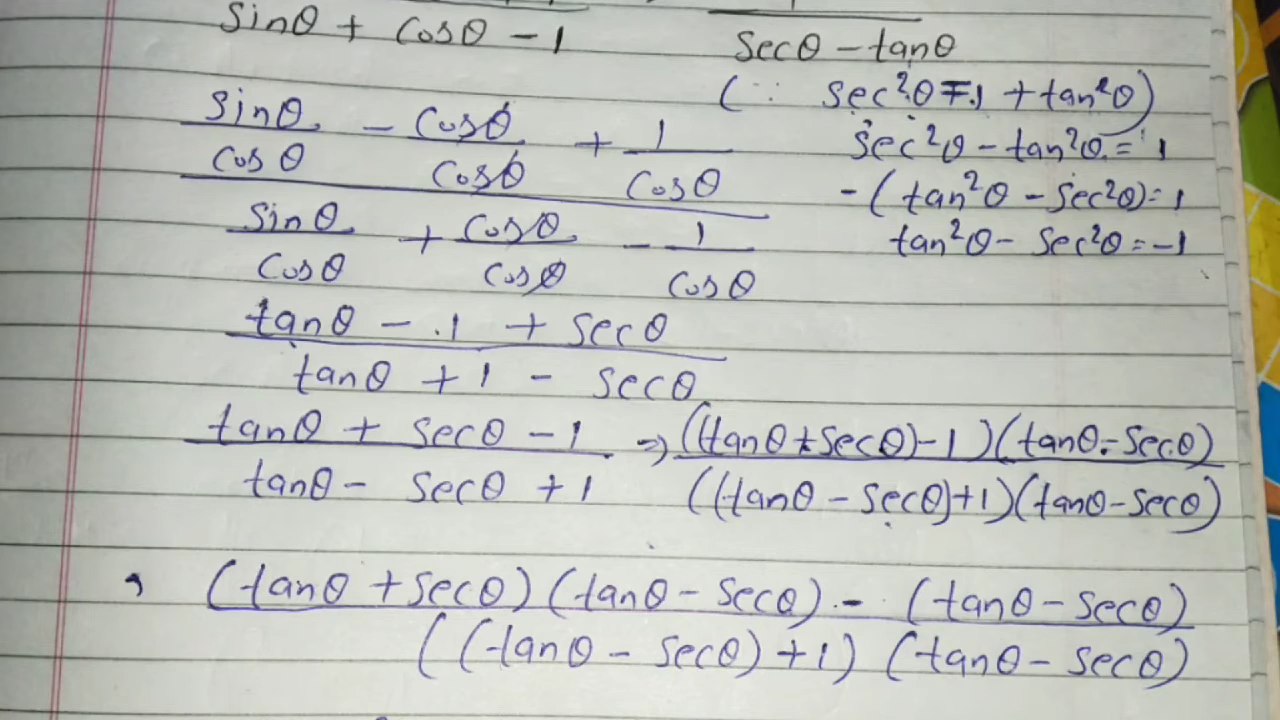 sinθ + cosθ - 1
secθ - tanθ
(∵ sec²θ = 1 + tan²θ)
sinθ/cosθ - cosθ/cosθ + 1/cosθ
sec²θ - tan²θ = 1
-(tan²θ - sec²θ) = 1
sinθ/cosθ + cosθ/cosθ - 1/cosθ
tan²θ - sec²θ = -1
tanθ - 1 + secθ
tanθ + 1 - secθ
tanθ + secθ - 1 ⇒ ((tanθ + secθ) - 1)(tanθ - secθ)
tanθ - secθ + 1 ((tanθ - secθ) + 1)(tanθ - secθ)
(tanθ + secθ)(tanθ - secθ) - (tanθ - secθ)
((tanθ - secθ) + 1) (tanθ - secθ)